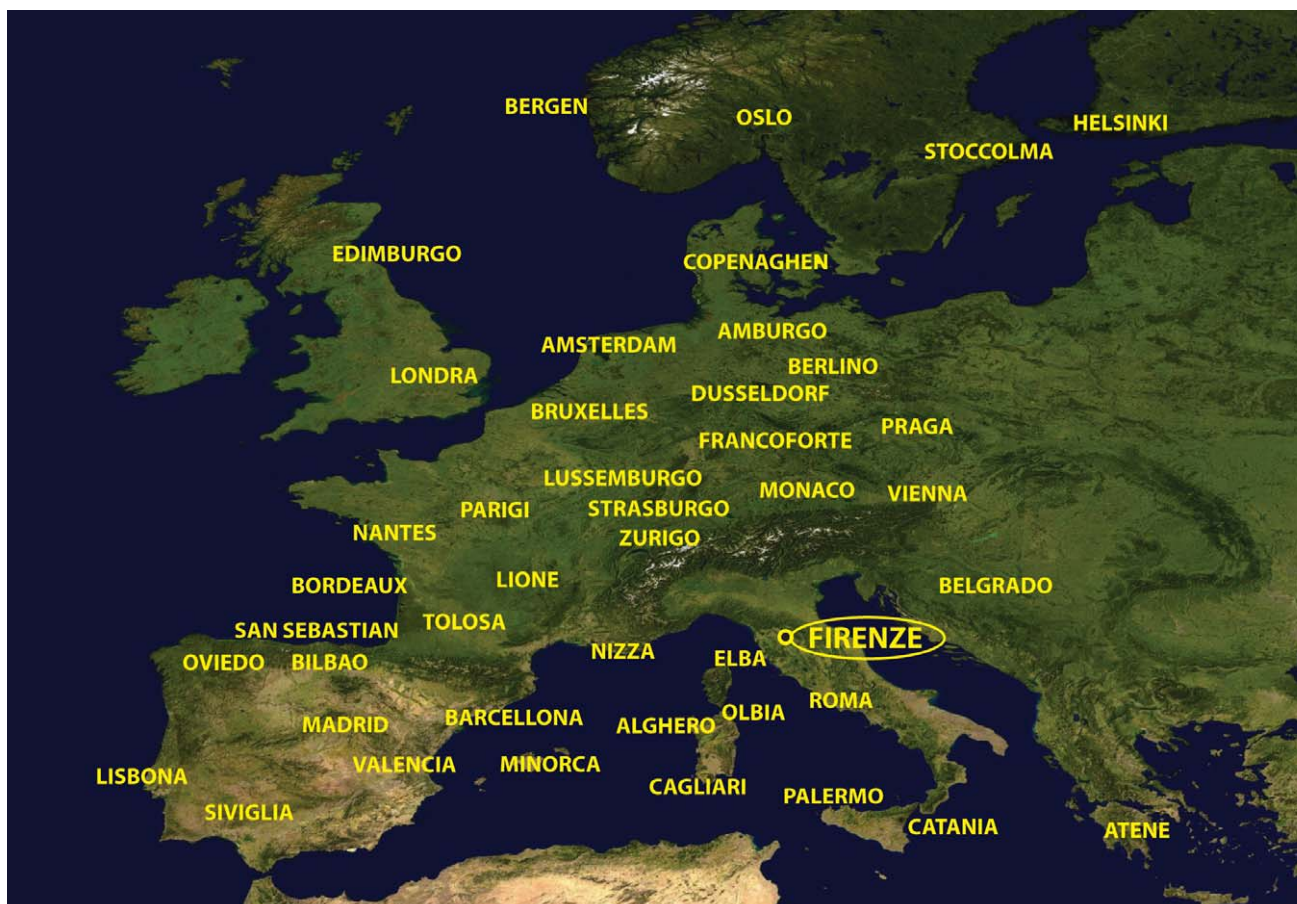 BERGEN
OSLO
HELSINKI
STOCCOLMA
EDIMBURGO
COPENAGHEN
AMBURGO
AMSTERDAM
BERLINO
LONDRA
DUSSELDORF
BRUXELLES
PRAGA
FRANCOFORTE
LUSSEMBURGO
MONACO
VIENNA
PARIGI
STRASBURGO
NANTES
ZURIGO
LIONE
BORDEAUX
BELGRADO
TOLOSA
SAN SEBASTIAN
FIRENZE
NIZZA
ELBA
OVIEDO
BILBAO
ROMA
OLBIA
BARCELLONA
MADRID
ALGHERO
VALENCIA
MINORCA
LISBONA
CAGLIARI
PALERMO
SIVIGLIA
CATANIA
ATENE